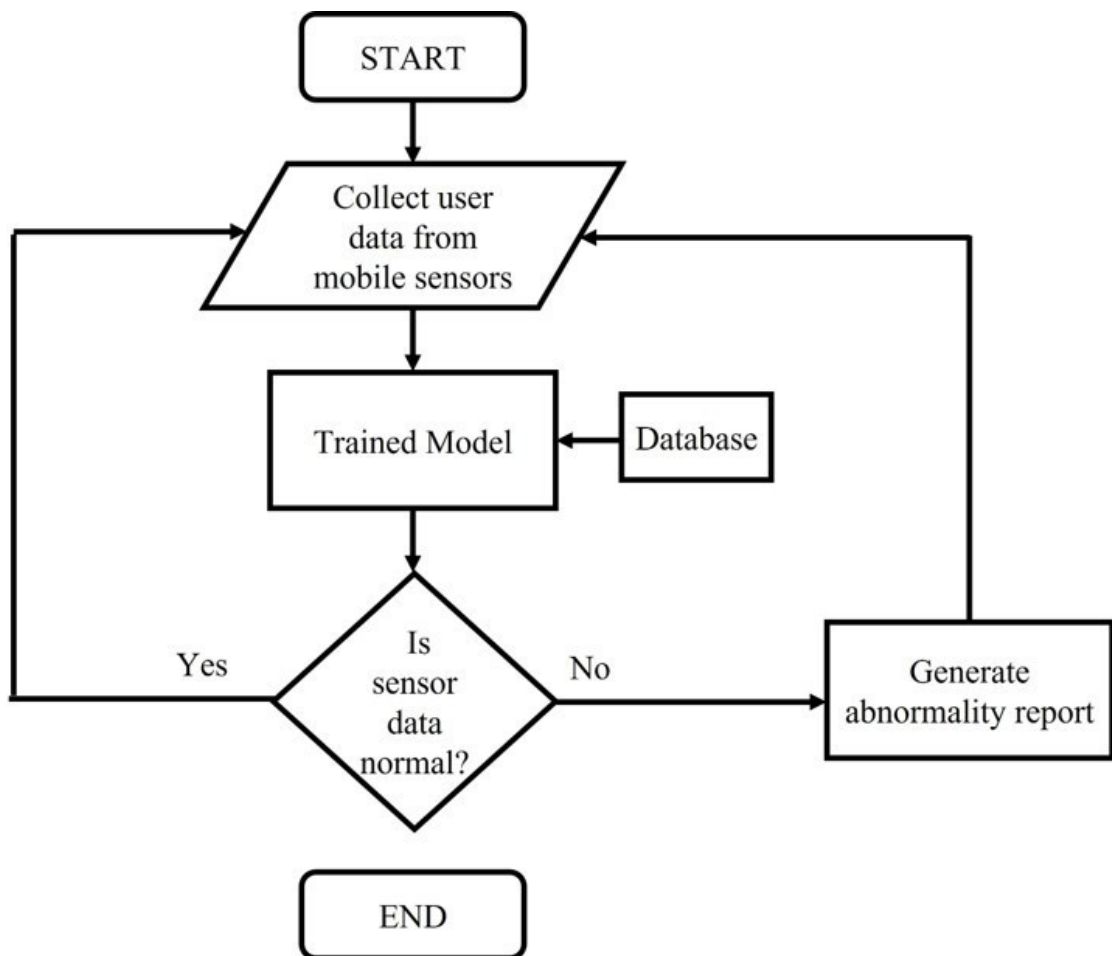 START
Collect user
data from
mobile sensors
Trained Model
Database
Is
sensor
data
normal?
Yes
No
Generate
abnormality report
END